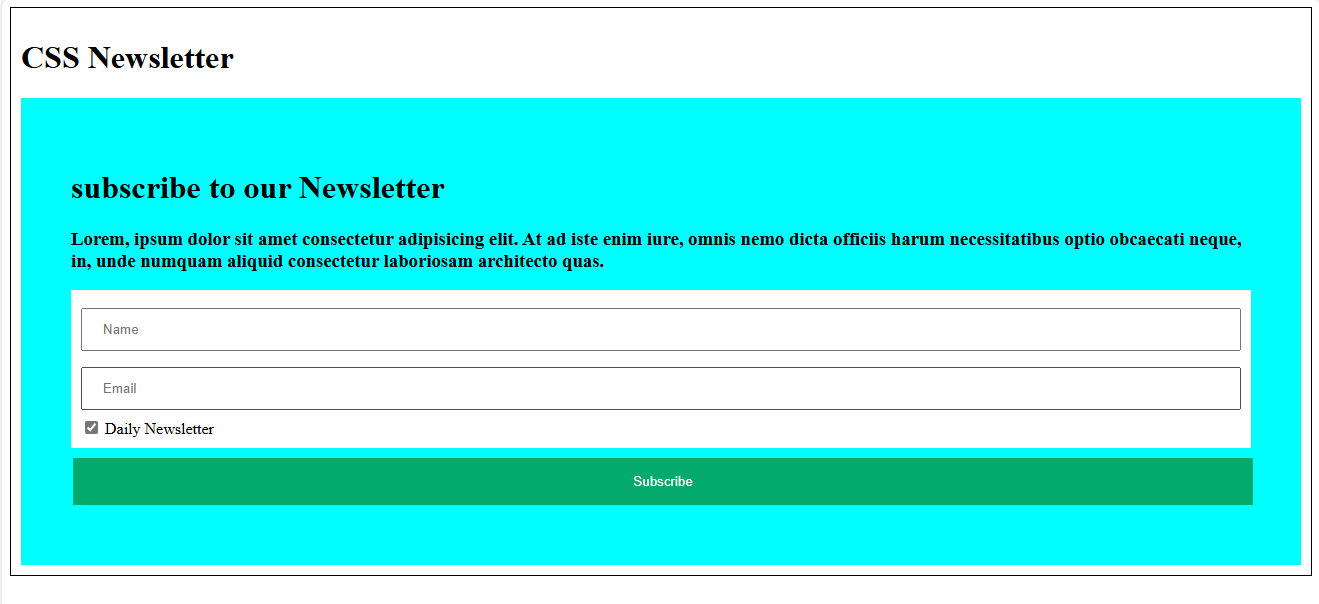 CSS Newsletter
subscribe to our Newsletter
Lorem, ipsum dolor sit amet consectetur adipisicing elit. At ad iste enim iure, omnis nemo dicta officiis harum necessitatibus optio obcaecati neque,
in, unde numquam aliquid consectetur laboriosam architecto quas.
Name
Email
Daily Newsletter
Subscribe